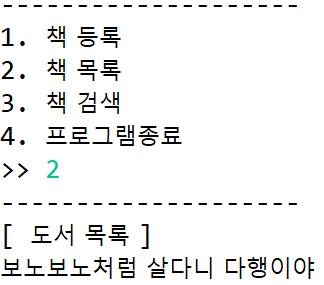 --------------------
1. 책 등록
2. 책 목록
3. 책 검색
4. 프로그램종료
>> 2
--------------------
[ 도서 목록 ]
보노보노처럼 살다니 다행이야